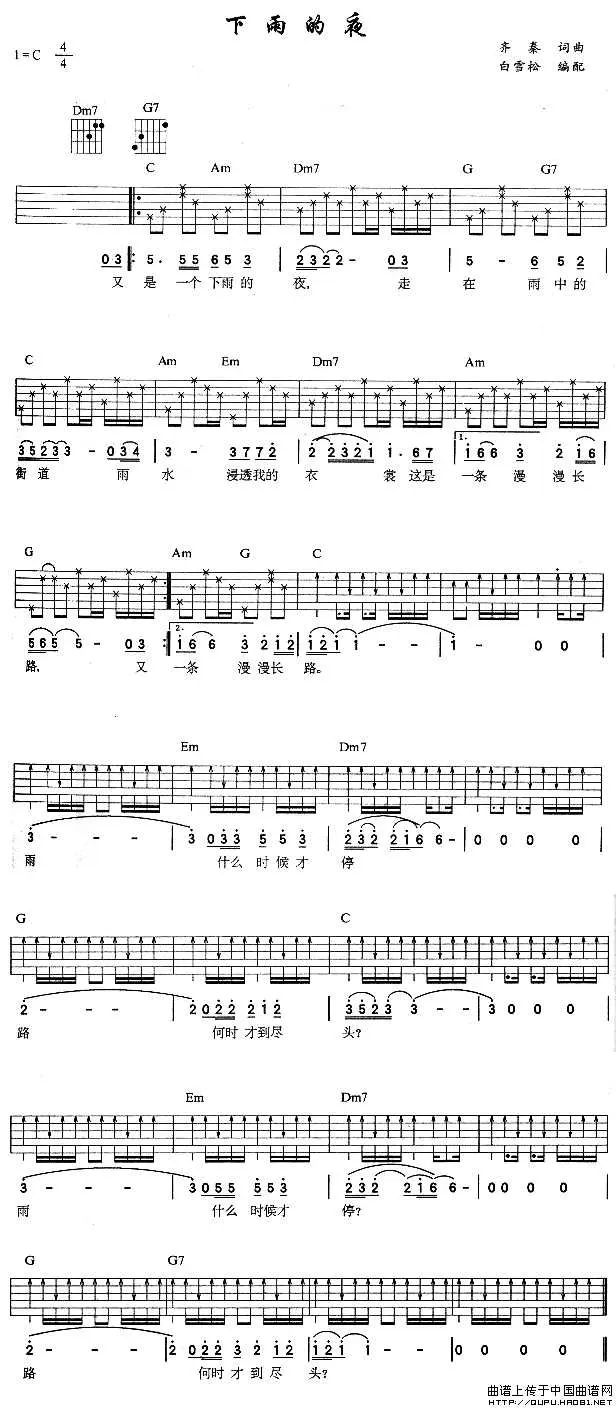 下雨的夜
1=C 4/4
齐秦 词曲
白雪松 编配
Dm7 G7
C Am Dm7 G G7
0 3 5. 5 5 6 5 3 2 3 2 2 - 0 3 5 - 6 5 2
又 是 一个 下雨 的 夜, 走 在 雨 中 的
C Am Em Dm7 Am
3 5 2 3 3 - 0 3 4 3 - 3 7 7 2 2 2 3 2 1 1. 6 7 1. 1 6 6 3 2 1 6
街 道 雨 水 浸透我的 衣 裳 这是 一条 漫 漫 长
G Am G C
5 6 5 5 - 0 3 2. 1 6 6 3 2 1 2 1 2 1 1 - - 1 - 0 0
路, 又 一条 漫 漫长 路。
Em Dm7
3 - - - 3 0 3 3 5 5 3 2 3 2 2 1 6 6 - 0 0 0 0
雨 什么 时 候 才 停
G C
2 - - - 2 0 2 2 2 1 2 3 5 2 3 3 - - 3 0 0 0
路 何时 才到尽 头?
Em Dm7
3 - - - 3 0 5 5 5 5 3 2 3 2 2 1 6 6 - 0 0 0 0
雨 什么 时候才 停?
G G7
2 - - - 2 0 2 2 3 2 1 2 1 2 1 1 - - 0 0 0 0
路 何时 才 到 尽 头?
曲谱上传于中国曲谱网
HTTP://QUPU.HAO81.NET